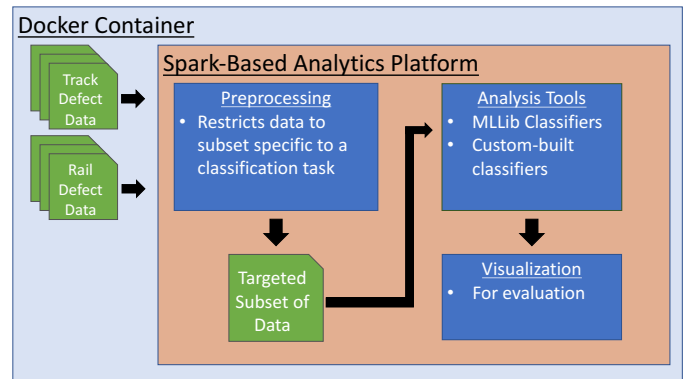 Docker Container
Track
Defect
Data
Rail
Defect
Data
Spark-Based Analytics Platform
Preprocessing
• Restricts data to
subset specific to a
classification task
Targeted
Subset of
Data
Analysis Tools
• MLLib Classifiers
• Custom-built
classifiers
Visualization
• For evaluation